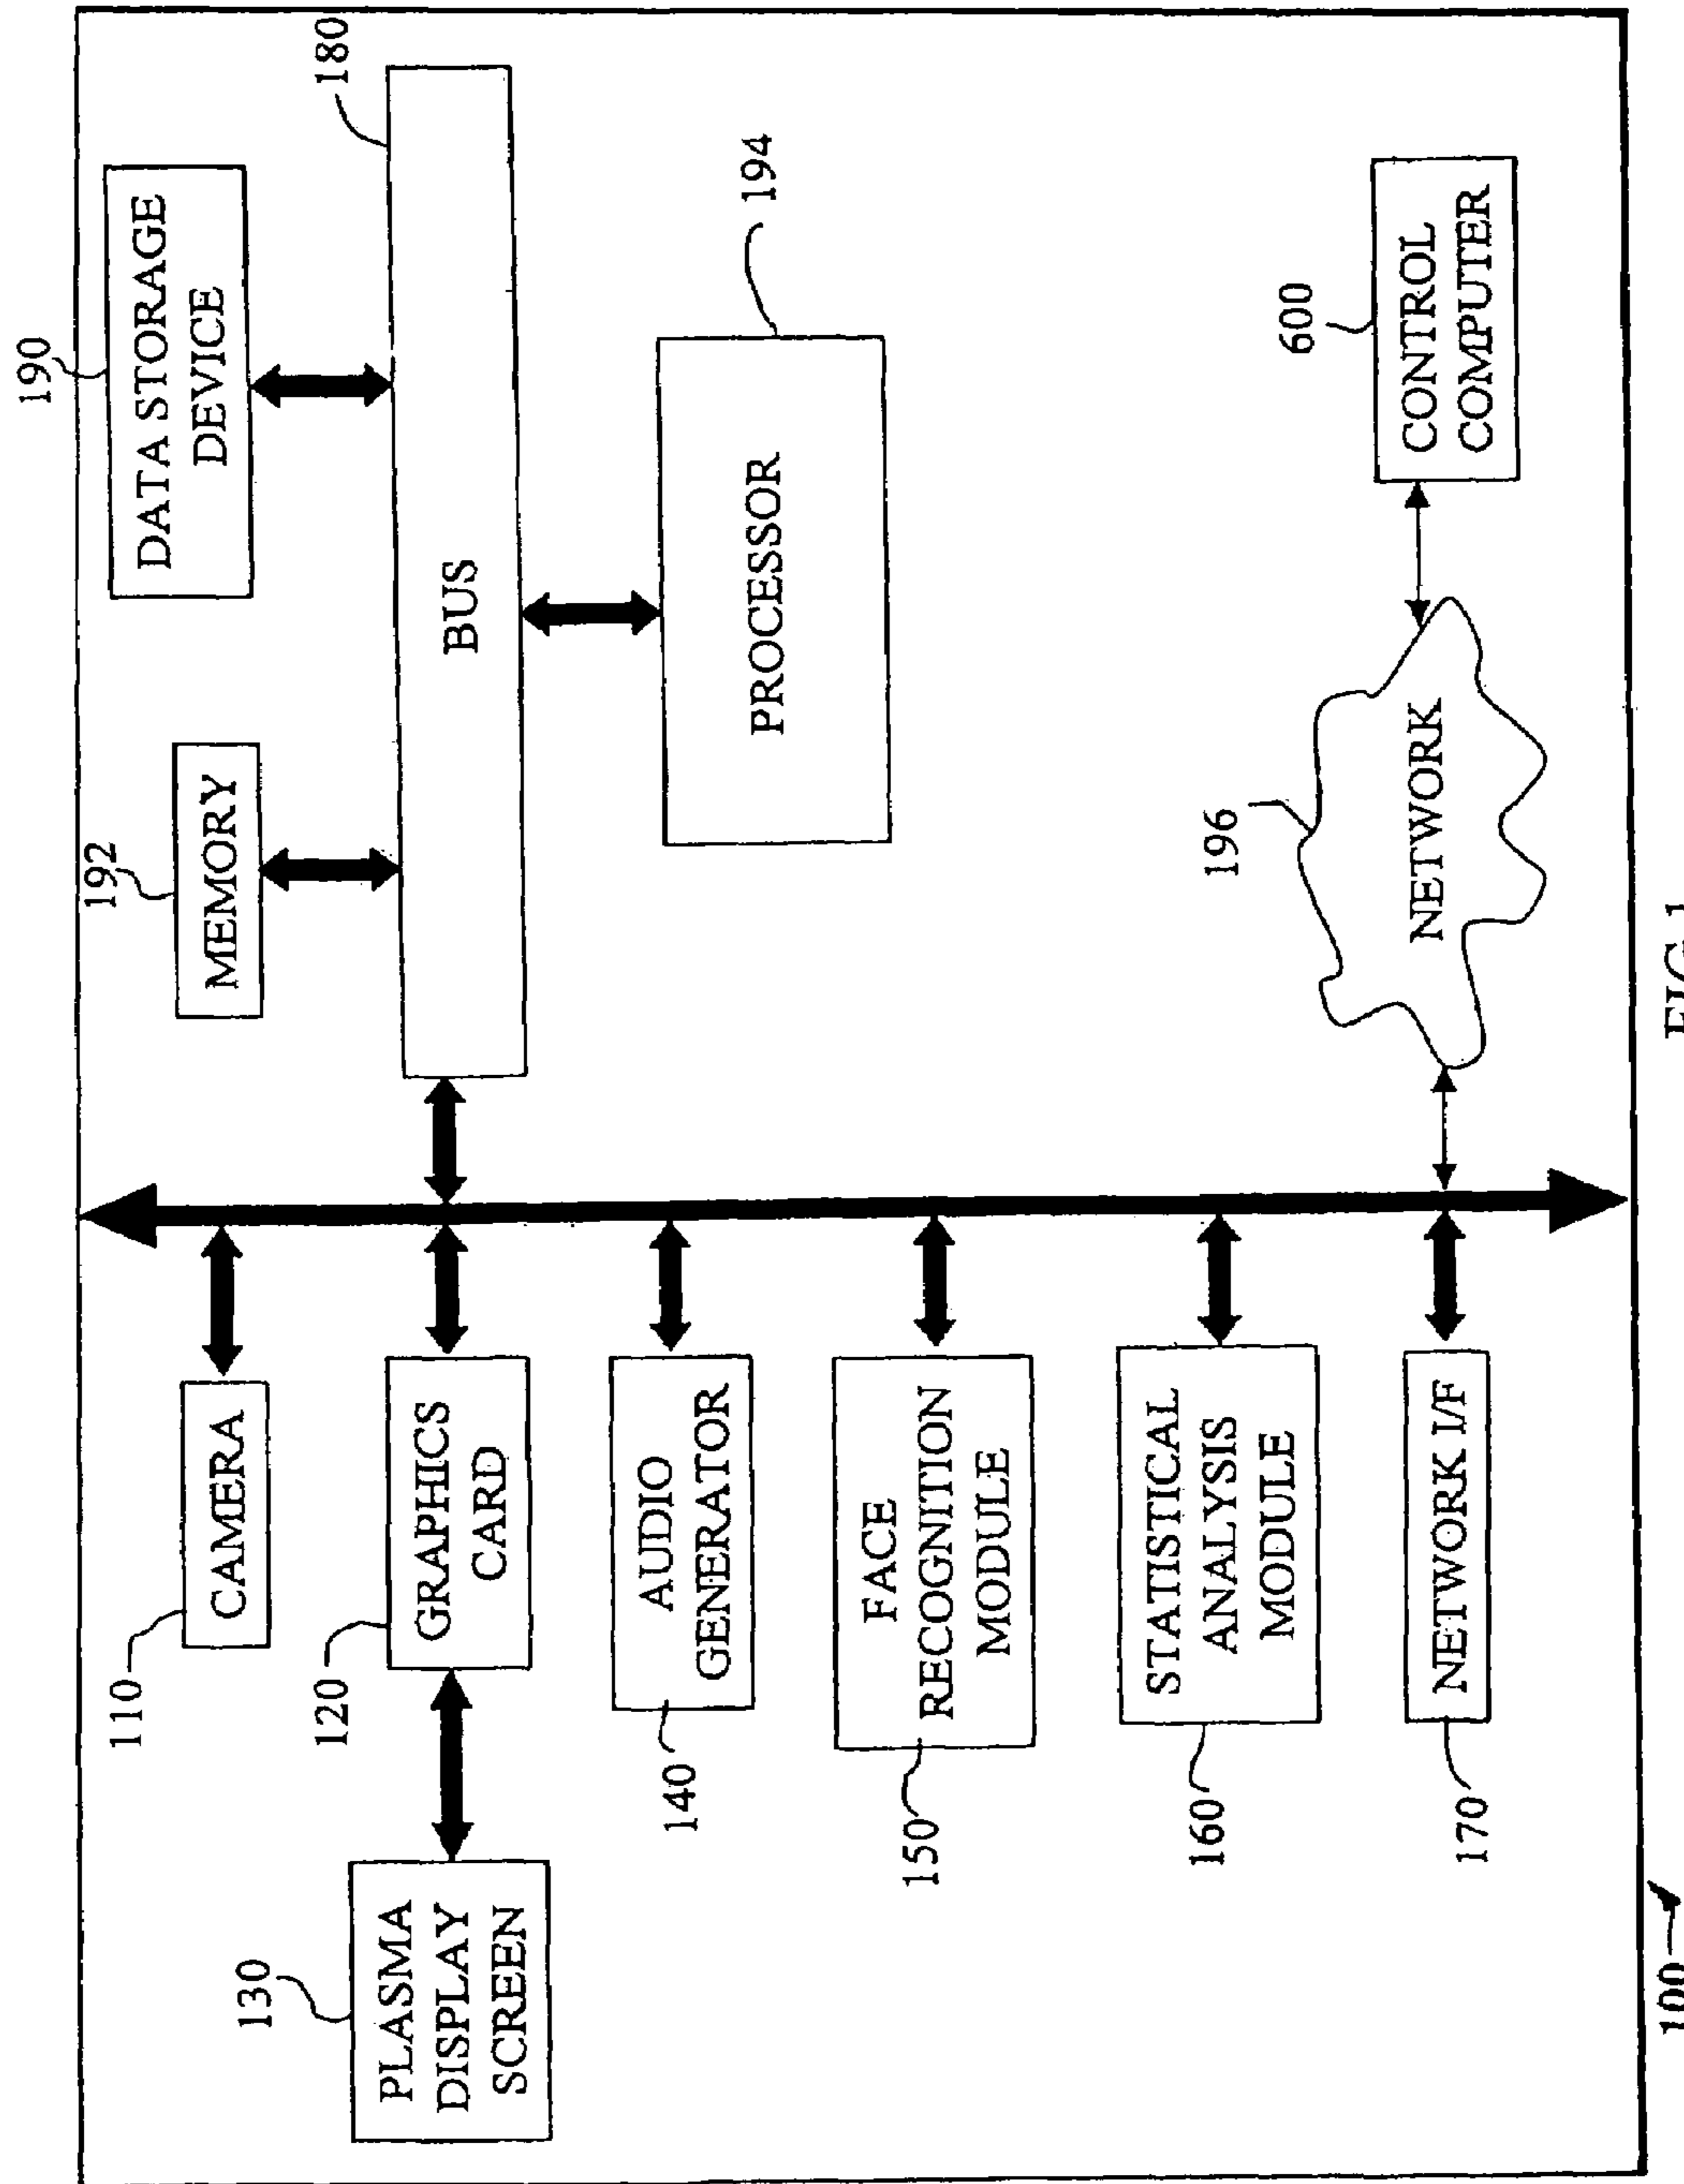 190
DATA STORAGE
DEVICE
192
MEMORY
180
BUS
194
PROCESSOR
110
CAMERA
120
GRAPHICS
CARD
130
PLASMA
DISPLAY
SCREEN
140
AUDIO
GENERATOR
150
FACE
RECOGNITION
MODULE
160
STATISTICAL
ANALYSIS
MODULE
170
NETWORK I/F
196
NETWORK
600
CONTROL
COMPUTER
100
FIG 1